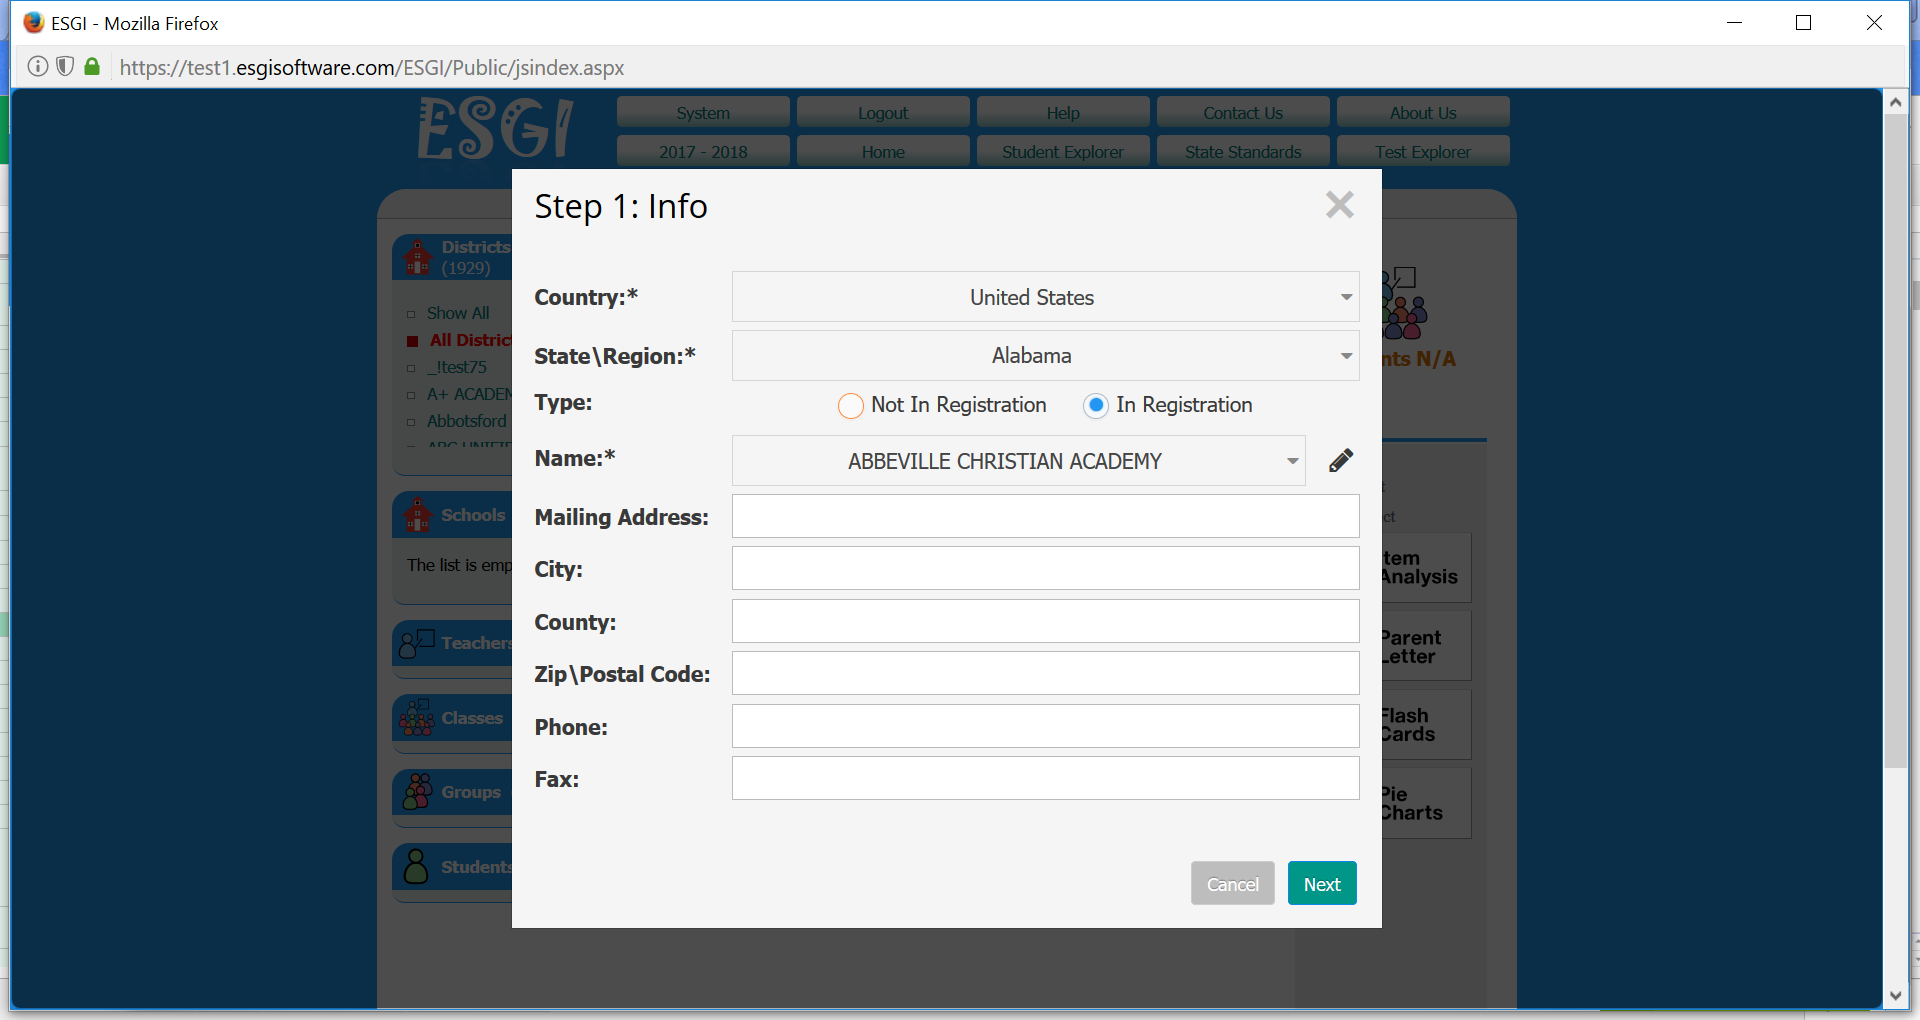 ESGI - Mozilla Firefox
https://test1.esgisoftware.com/ESGI/Public/jsindex.aspx
ESGI
System
Logout
Help
Contact Us
About Us
2017 - 2018
Home
Student Explorer
State Standards
Test Explorer
Districts
(1929)
Show All
All Distric
_!test75
A+ ACADEM
Abbotsford
Schools
The list is emp
Teachers
Classes
Groups
Students
Step 1: Info
Country:*
United States
State\Region:*
Alabama
Type:
Not In Registration
In Registration
Name:*
ABBEVILLE CHRISTIAN ACADEMY
Mailing Address:
City:
County:
Zip\Postal Code:
Phone:
Fax:
Cancel
Next
nts N/A
ct
tem
Analysis
Parent
Letter
Flash
Cards
Pie
Charts